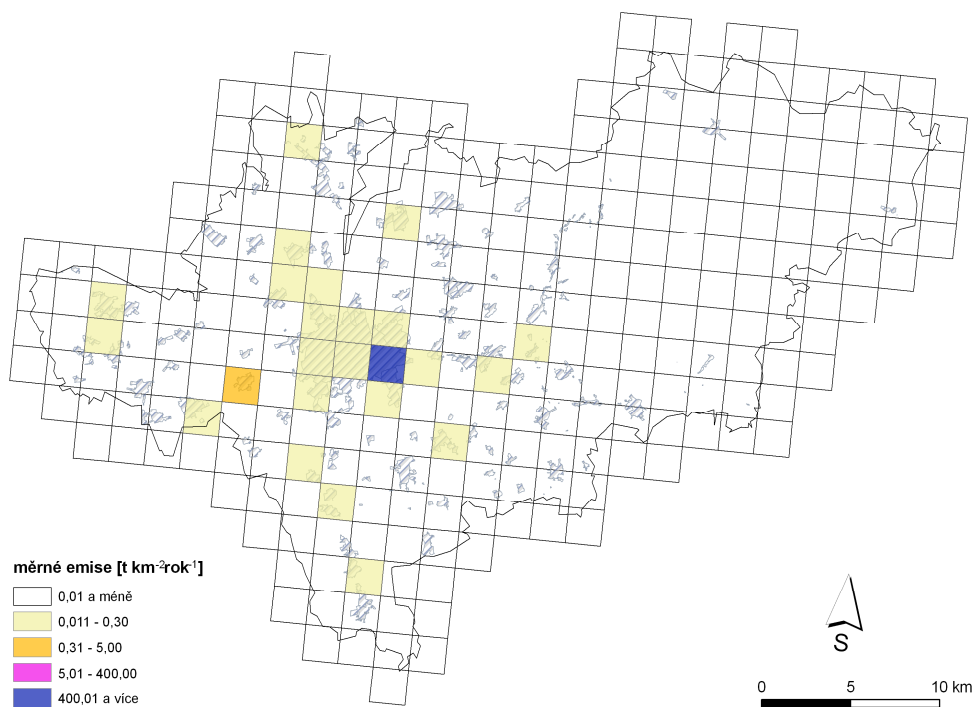 měrné emise [t km⁻²rok⁻¹]
0,01 a méně
0,011 - 0,30
0,31 - 5,00
5,01 - 400,00
400,01 a více
S
0 5 10 km